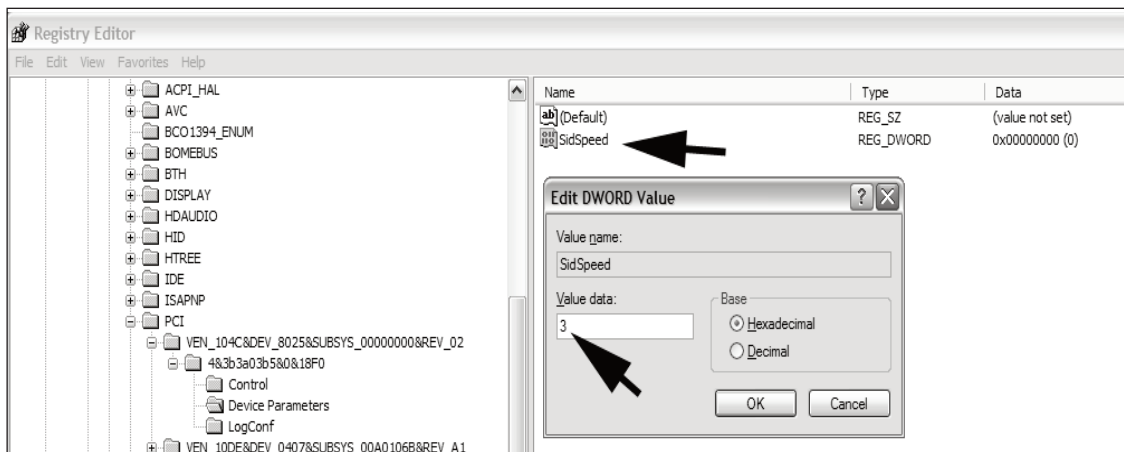 Registry Editor
File Edit View Favorites Help
ACPI_HAL
AVC
BCO1394_ENUM
BOMEBUS
BTH
DISPLAY
HDAUDIO
HID
HTREE
IDE
ISAPNP
PCI
VEN_104C&DEV_8025&SUBSYS_00000000&REV_02
4&3b3a03b5&0&18F0
Control
Device Parameters
LogConf
VEN_10DE&DEV_0407&SUBSYS_00A0106B&REV_A1
Name Type Data
ab (Default) REG_SZ (value not set)
SidSpeed REG_DWORD 0x00000000 (0)
Edit DWORD Value
Value name:
SidSpeed
Value data:
3
Base
Hexadecimal
Decimal
OK Cancel